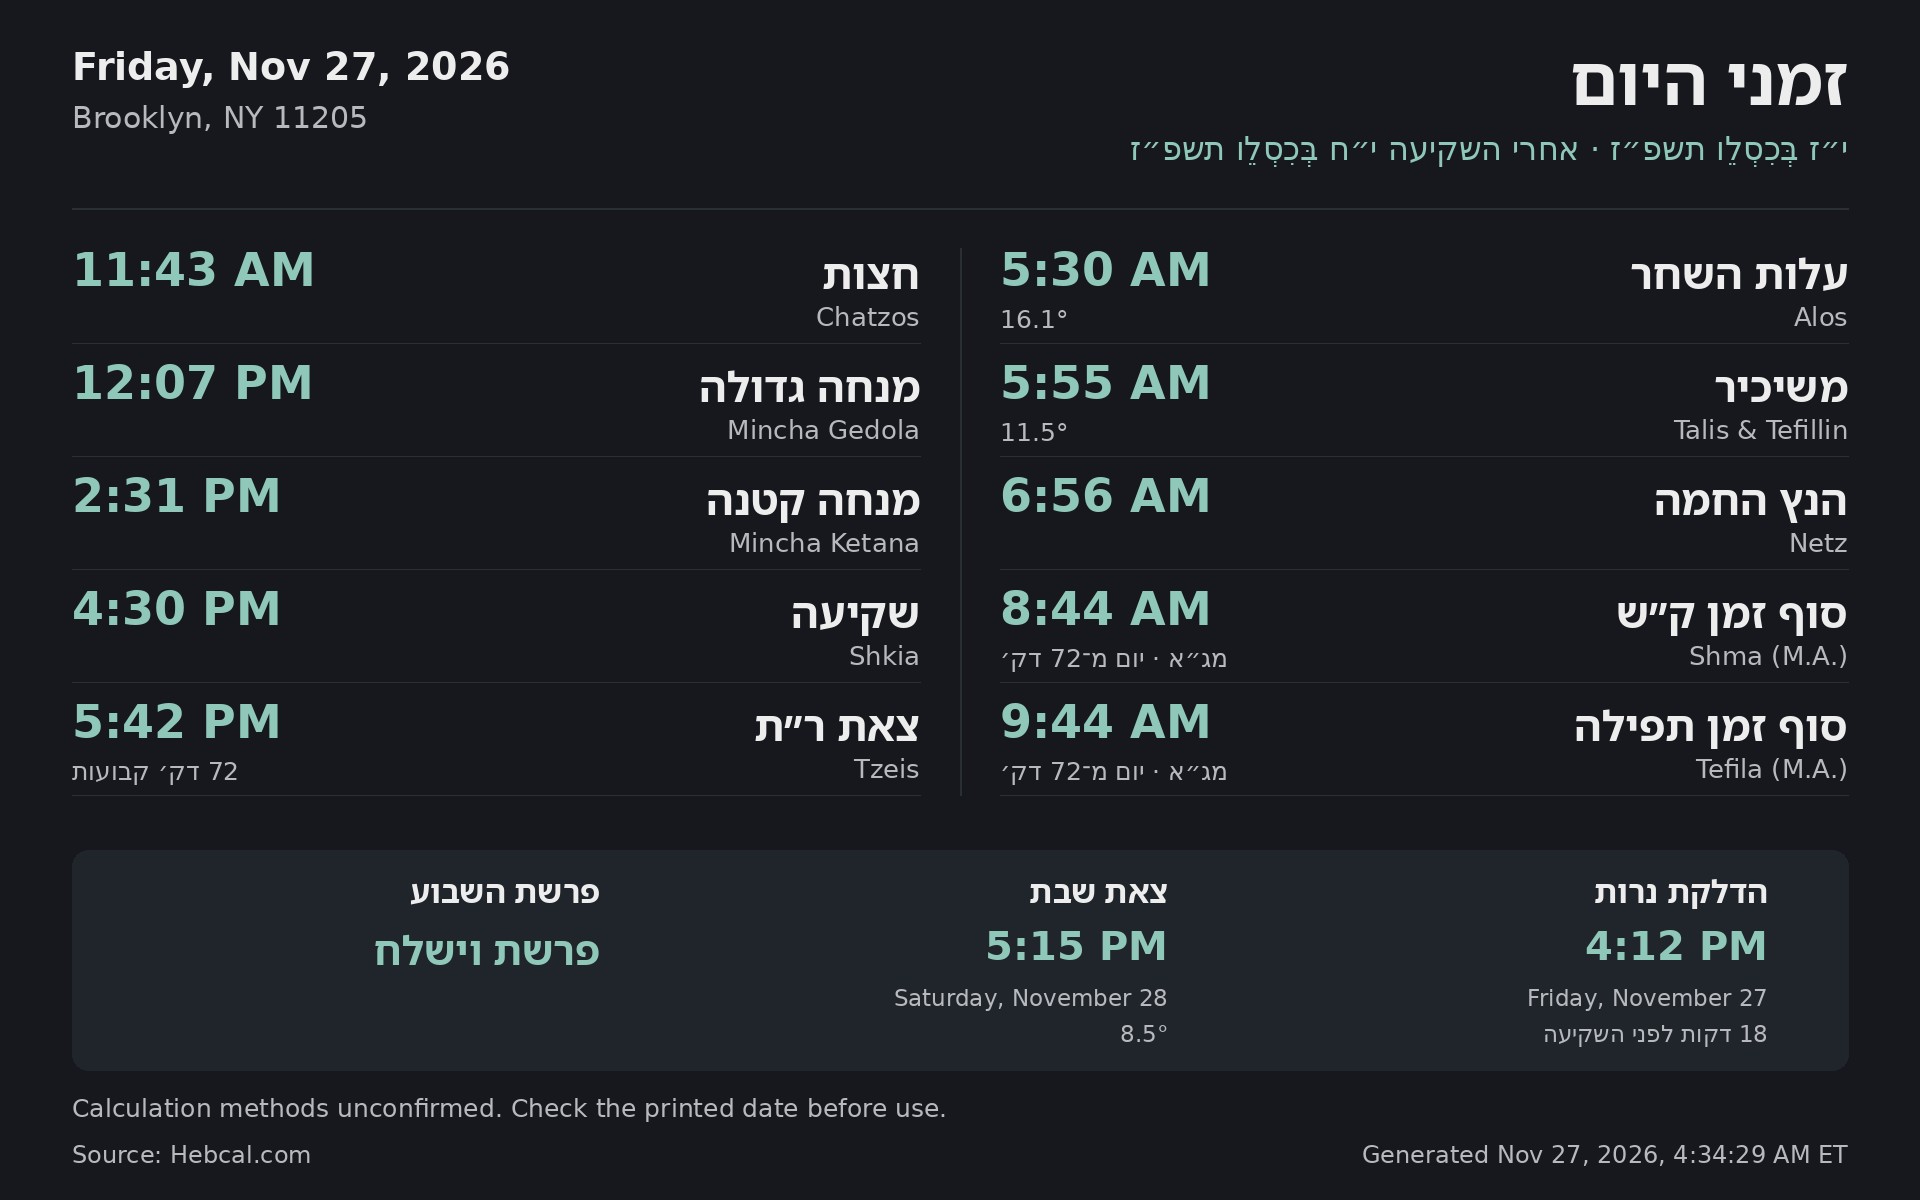 Friday, Nov 27, 2026
Brooklyn, NY 11205
זמני היום
י״ז בְּכִסְלֵו תשפ״ז · אחרי השקיעה י״ח בְּכִסְלֵו תשפ״ז
עלות השחר
Alos
5:30 AM
16.1°
משיכיר
Talis & Tefillin
5:55 AM
11.5°
הנץ החמה
Netz
6:56 AM
סוף זמן ק״ש
Shma (M.A.)
8:44 AM
מג״א · יום מ־72 דק׳
סוף זמן תפילה
Tefila (M.A.)
9:44 AM
מג״א · יום מ־72 דק׳
חצות
Chatzos
11:43 AM
מנחה גדולה
Mincha Gedola
12:07 PM
מנחה קטנה
Mincha Ketana
2:31 PM
שקיעה
Shkia
4:30 PM
צאת ר״ת
Tzeis
5:42 PM
72 דק׳ קבועות
הדלקת נרות
4:12 PM
Friday, November 27
18 דקות לפני השקיעה
צאת שבת
5:15 PM
Saturday, November 28
8.5°
פרשת השבוע
פרשת וישלח
Calculation methods unconfirmed. Check the printed date before use.
Source: Hebcal.com
Generated Nov 27, 2026, 4:34:29 AM ET